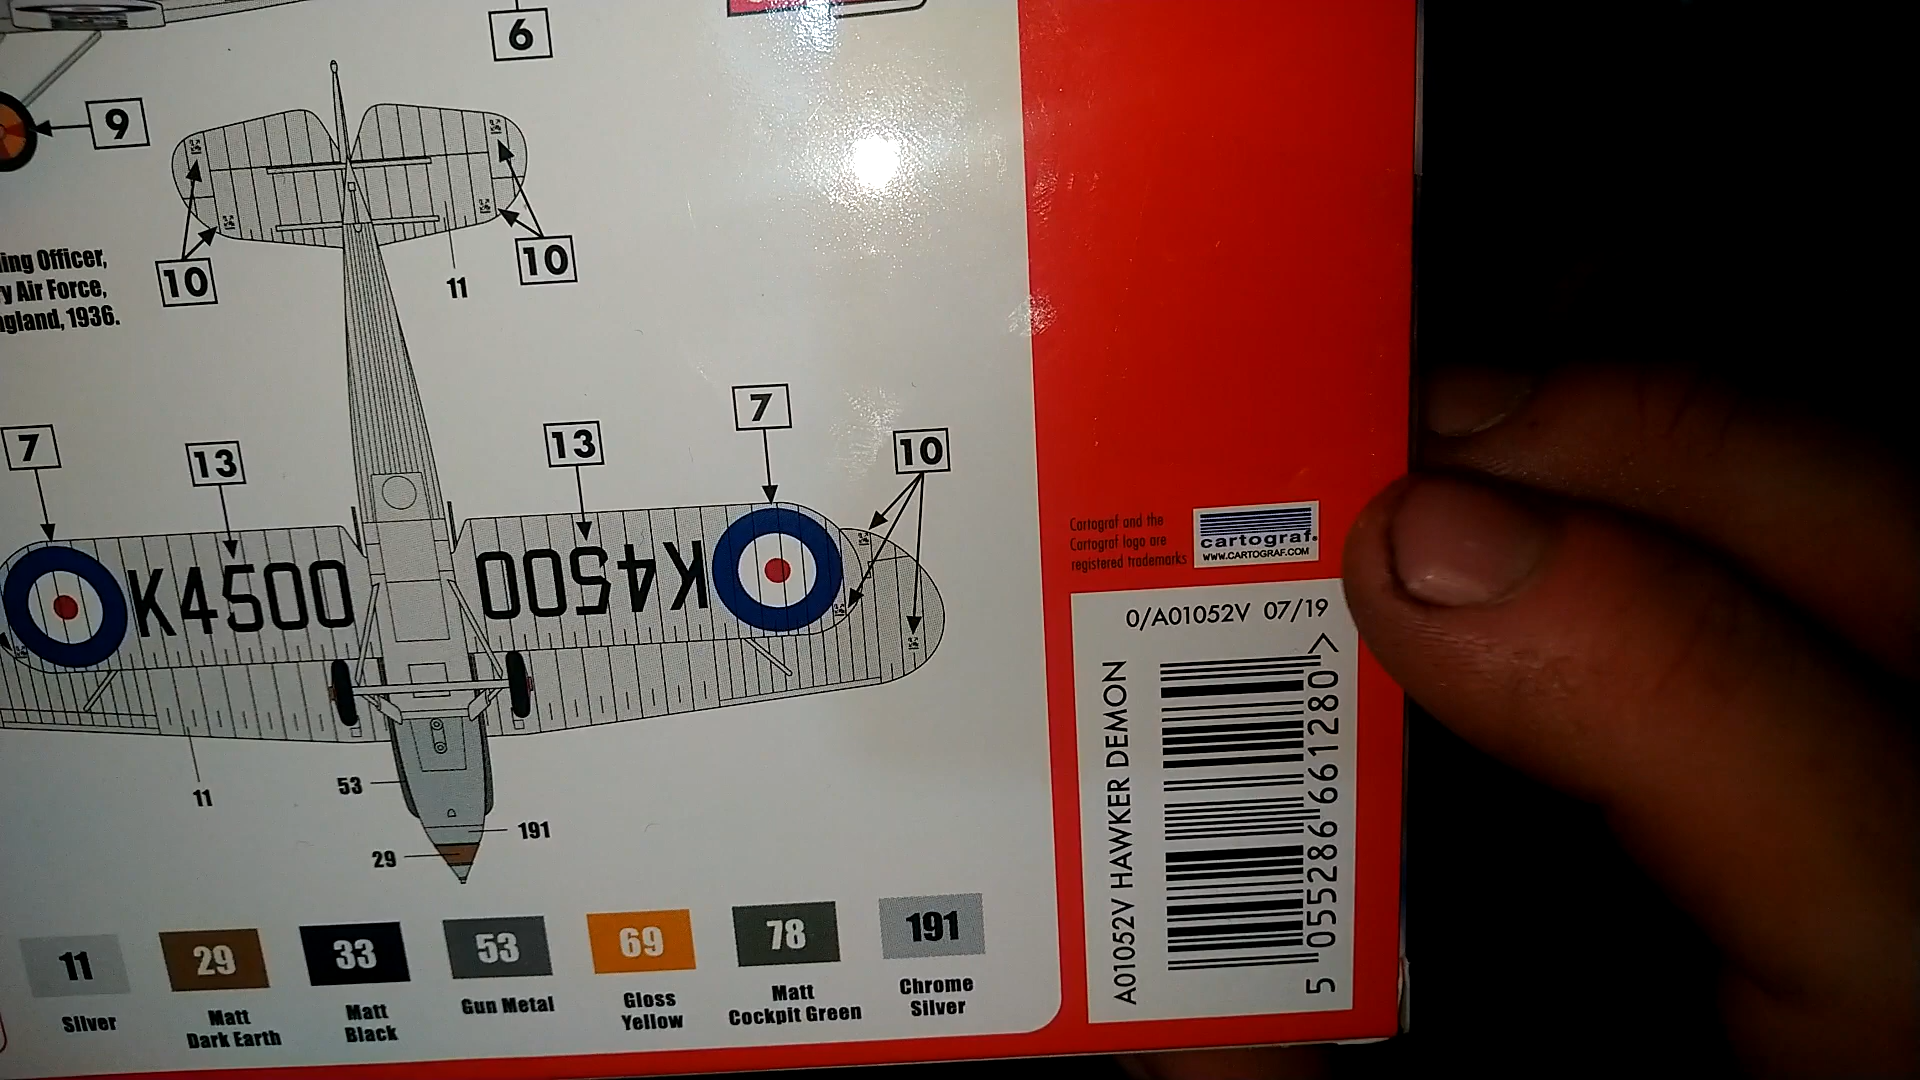 6
9
10
10
11
ing Officer,
y Air Force,
gland, 1936.
7
13
13
7
10
K4500
K4500
11
53
191
29
11
29
33
53
69
78
191
Silver
Matt
Dark Earth
Matt
Black
Gun Metal
Gloss
Yellow
Matt
Cockpit Green
Chrome
Silver
Cartograf and the
Cartograf logo are
registered trademarks
cartograf.
WWW.CARTOGRAF.COM
0/A01052V 07/19
A01052V HAWKER DEMON
5 055286 661280 >